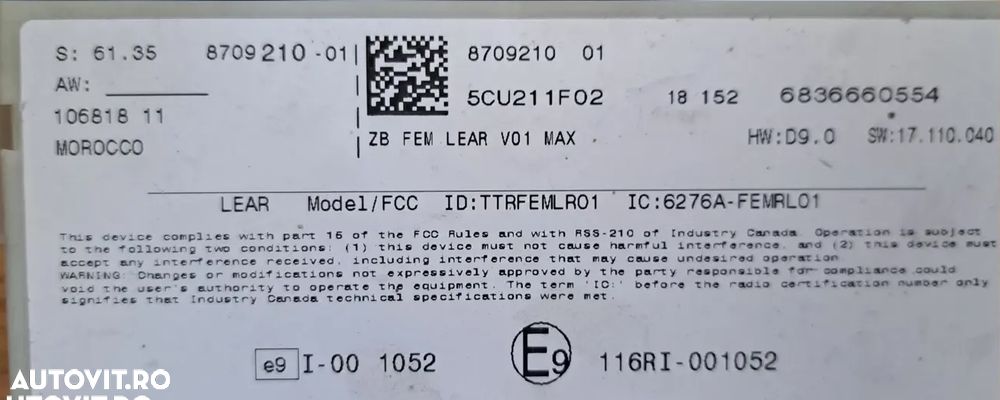 S: 61.35 8709210-01
AW:
106818 11
MOROCCO
8709210 01
5CU211F02 18 152 6836660554
ZB FEM LEAR V01 MAX HW:D9.0 SW:17.110.040
LEAR Model/FCC ID:TTRFEMLR01 IC:6276A-FEMRL01
This device complies with part 15 of the FCC Rules and with RSS-210 of Industry Canada. Operation is subject
to the following two conditions: (1) this device must not cause harmful interference, and (2) this device must
accept any interference received, including interference that may cause undesired operation
WARNING: Changes or modifications not expressively approved by the party responsible for compliance could
void the user's authority to operate the equipment. The term 'IC:' before the radio certification number only
signifies that Industry Canada technical specifications were met.
e9 I-00 1052 E9 116RI-001052
AUTOVIT.RO
AUTOVIT.RO